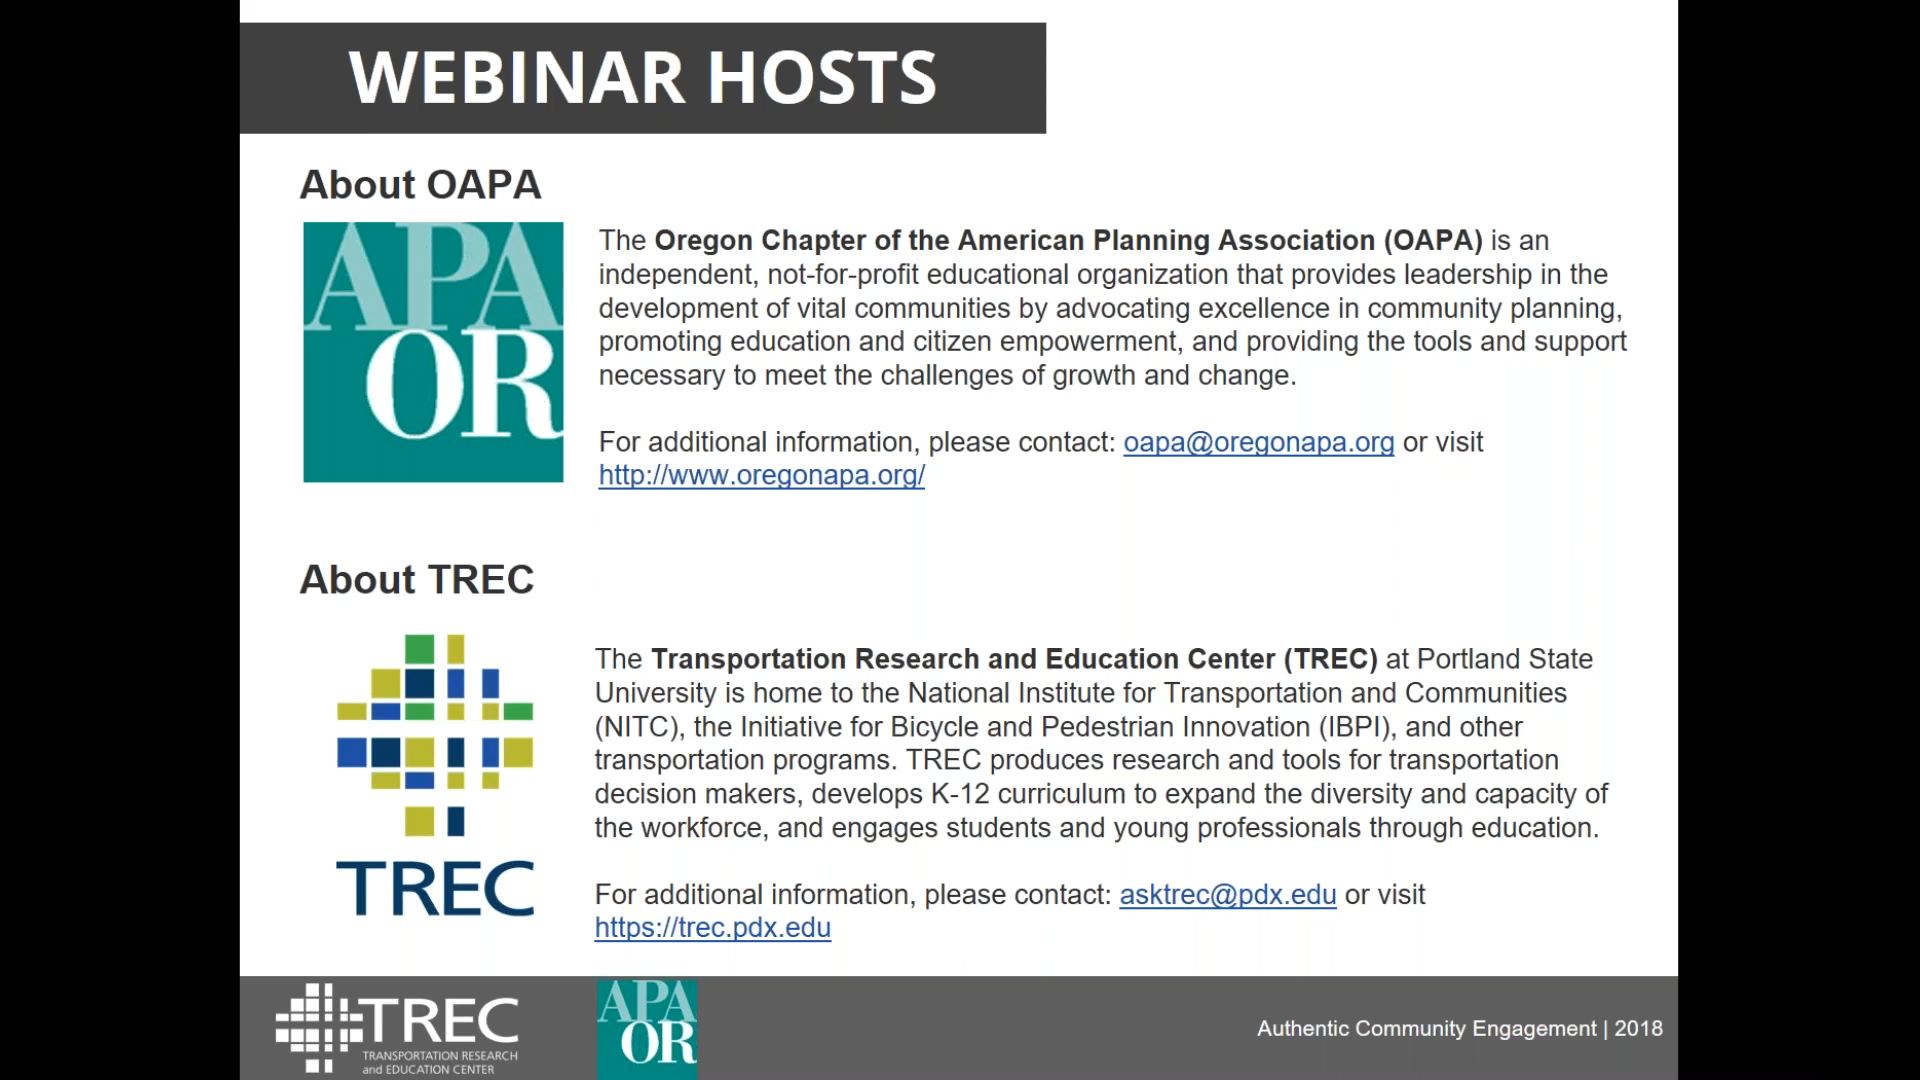 WEBINAR HOSTS
About OAPA
APA
OR
The Oregon Chapter of the American Planning Association (OAPA) is an
independent, not-for-profit educational organization that provides leadership in the
development of vital communities by advocating excellence in community planning,
promoting education and citizen empowerment, and providing the tools and support
necessary to meet the challenges of growth and change.
For additional information, please contact: oapa@oregonapa.org or visit
http://www.oregonapa.org/
About TREC
TREC
The Transportation Research and Education Center (TREC) at Portland State
University is home to the National Institute for Transportation and Communities
(NITC), the Initiative for Bicycle and Pedestrian Innovation (IBPI), and other
transportation programs. TREC produces research and tools for transportation
decision makers, develops K-12 curriculum to expand the diversity and capacity of
the workforce, and engages students and young professionals through education.
For additional information, please contact: asktrec@pdx.edu or visit
https://trec.pdx.edu
TREC
TRANSPORTATION RESEARCH
and EDUCATION CENTER
APA
OR
Authentic Community Engagement | 2018